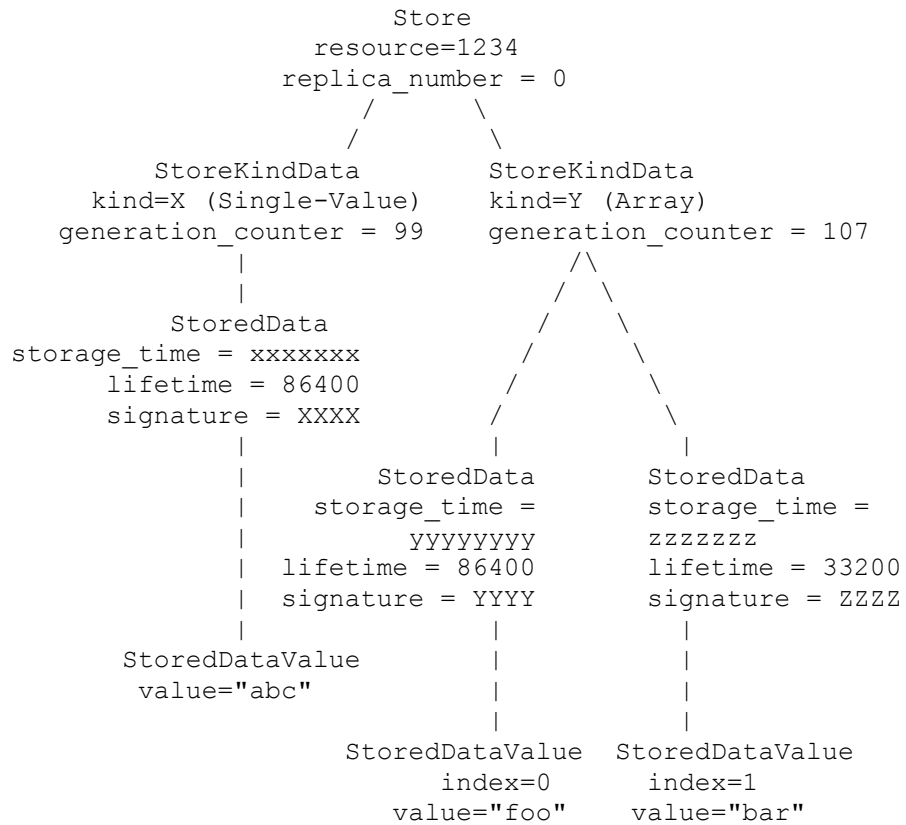 Store
resource=1234
replica_number = 0
/ \
/ \
StoreKindData StoreKindData
kind=X (Single-Value) kind=Y (Array)
generation_counter = 99 generation_counter = 107
| /\
| / \
StoredData / \
storage_time = xxxxxxx / \
lifetime = 86400 / \
signature = XXXX / \
| | |
| StoredData StoredData
| storage_time = storage_time =
| yyyyyyyy zzzzzzz
| lifetime = 86400 lifetime = 33200
| signature = YYYY signature = ZZZZ
| | |
StoredDataValue | |
value="abc" | |
| |
StoredDataValue StoredDataValue
index=0 index=1
value="foo" value="bar"